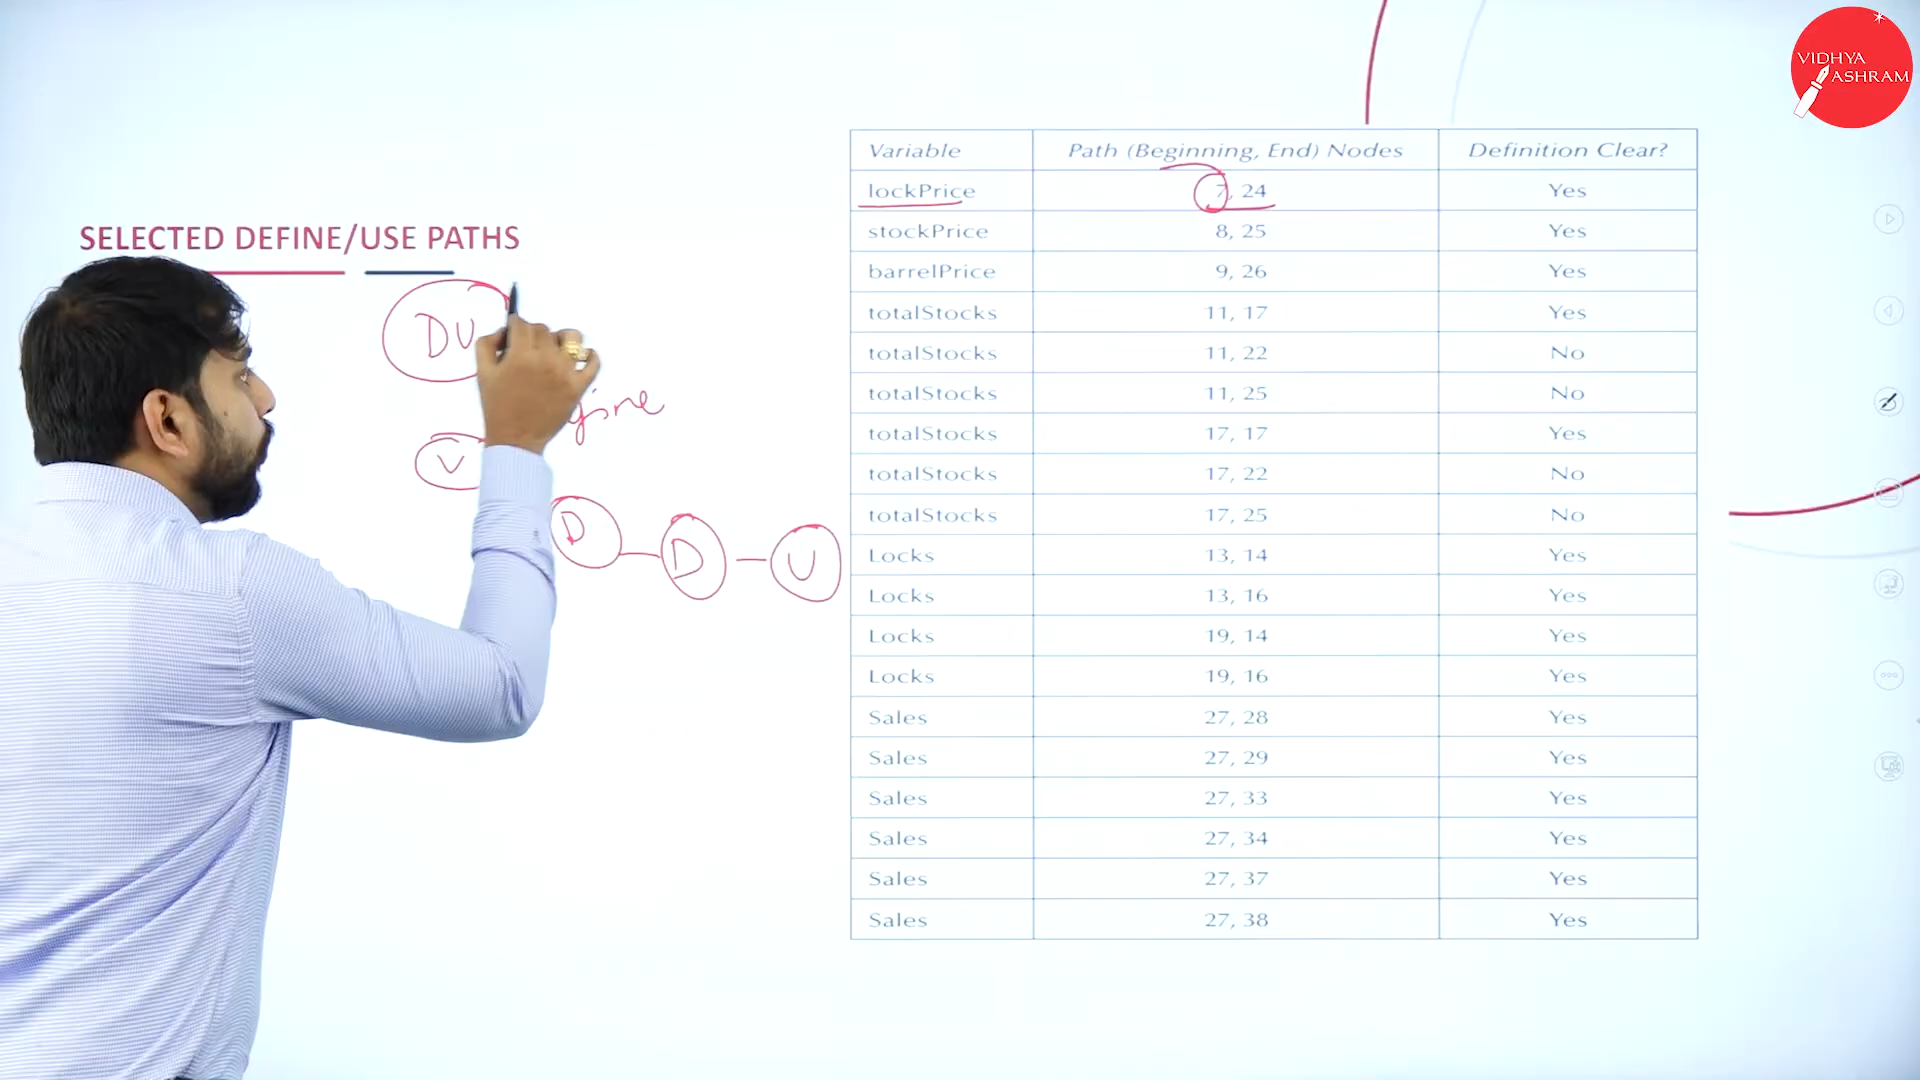 VIDHYA
ASHRAM
SELECTED DEFINE/USE PATHS
DU
V
D
D
U
Variable Path (Beginning, End) Nodes Definition Clear?
lockPrice 7, 24 Yes
stockPrice 8, 25 Yes
barrelPrice 9, 26 Yes
totalStocks 11, 17 Yes
totalStocks 11, 22 No
totalStocks 11, 25 No
totalStocks 17, 17 Yes
totalStocks 17, 22 No
totalStocks 17, 25 No
Locks 13, 14 Yes
Locks 13, 16 Yes
Locks 19, 14 Yes
Locks 19, 16 Yes
Sales 27, 28 Yes
Sales 27, 29 Yes
Sales 27, 33 Yes
Sales 27, 34 Yes
Sales 27, 37 Yes
Sales 27, 38 Yes